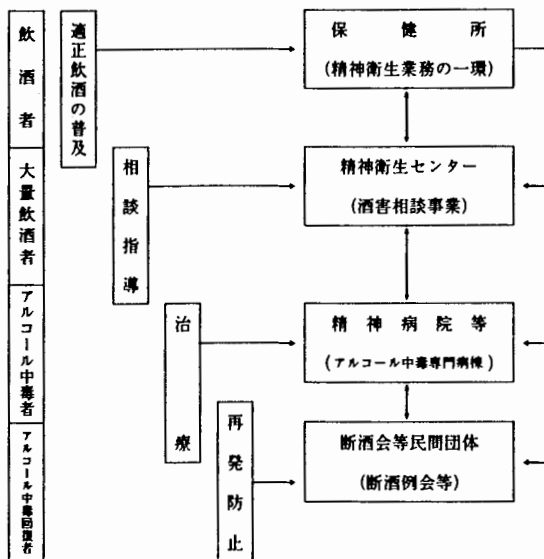 飲酒者
大量飲酒者
アルコール中毒者
アルコール中毒回復者
適正飲酒の普及
相談指導
治療
再発防止
保健所
(精神衛生業務の一環)
精神衛生センター
(酒害相談事業)
精神病院等
(アルコール中毒専門病棟)
断酒会等民間団体
(断酒例会等)